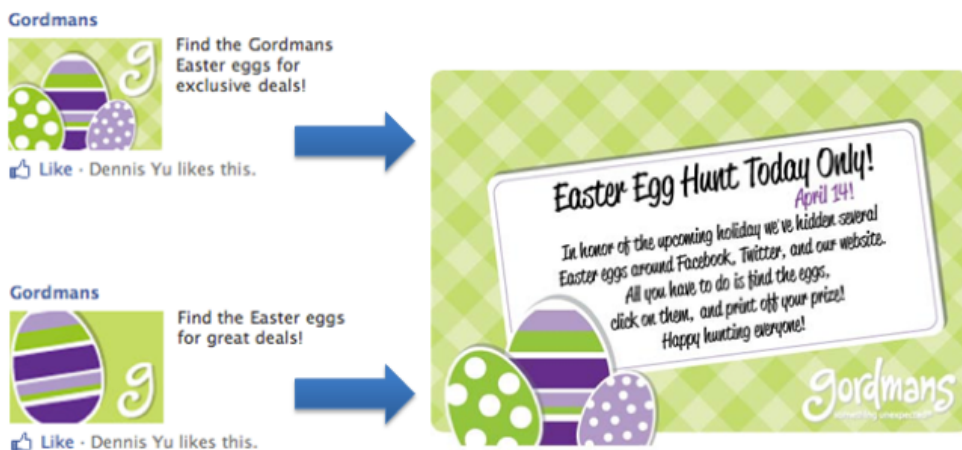 Gordmans
g
Find the Gordmans
Easter eggs for
exclusive deals!
Like · Dennis Yu likes this.
Gordmans
g
Find the Easter eggs
for great deals!
Like · Dennis Yu likes this.
Easter Egg Hunt Today Only!
April 14!
In honor of the upcoming holiday we've hidden several
Easter eggs around Facebook, Twitter, and our website.
All you have to do is find the eggs,
click on them, and print off your prize!
Happy hunting everyone!
gordmans
something unexpected